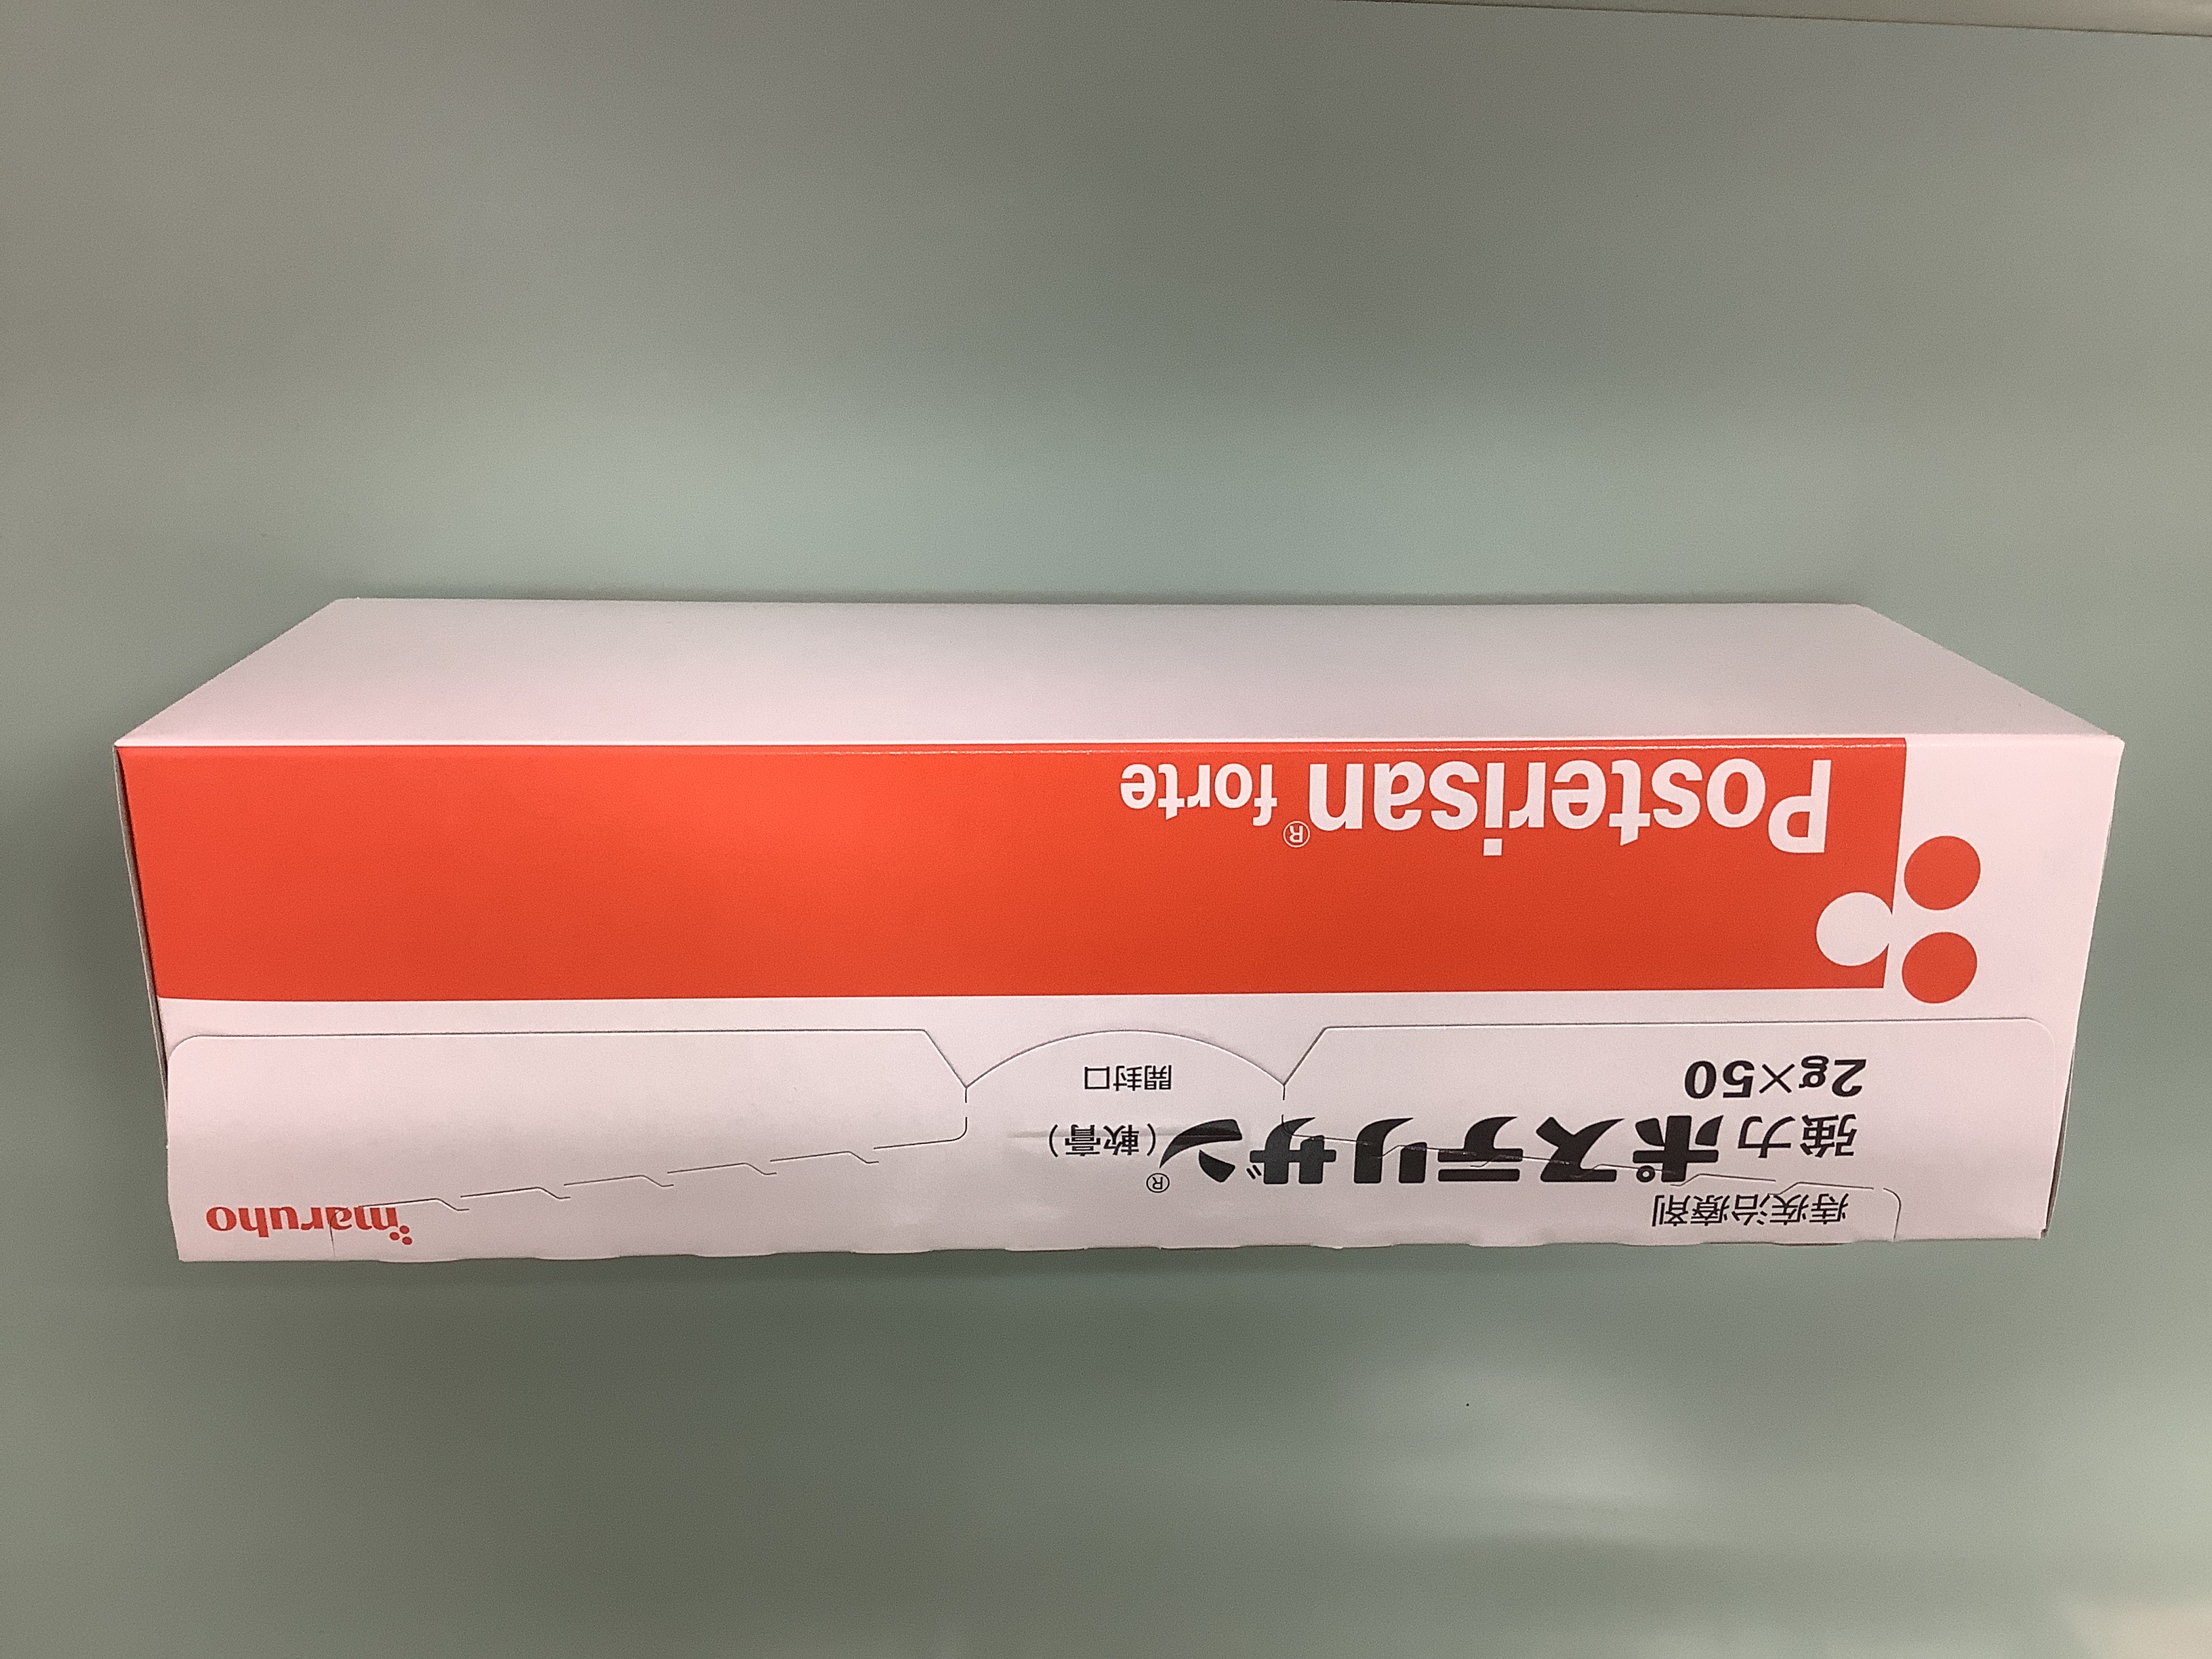 maruho
痔疾治療剤
強力ポステリザン®(軟膏)
2g×50
開封口
Posterisan® forte